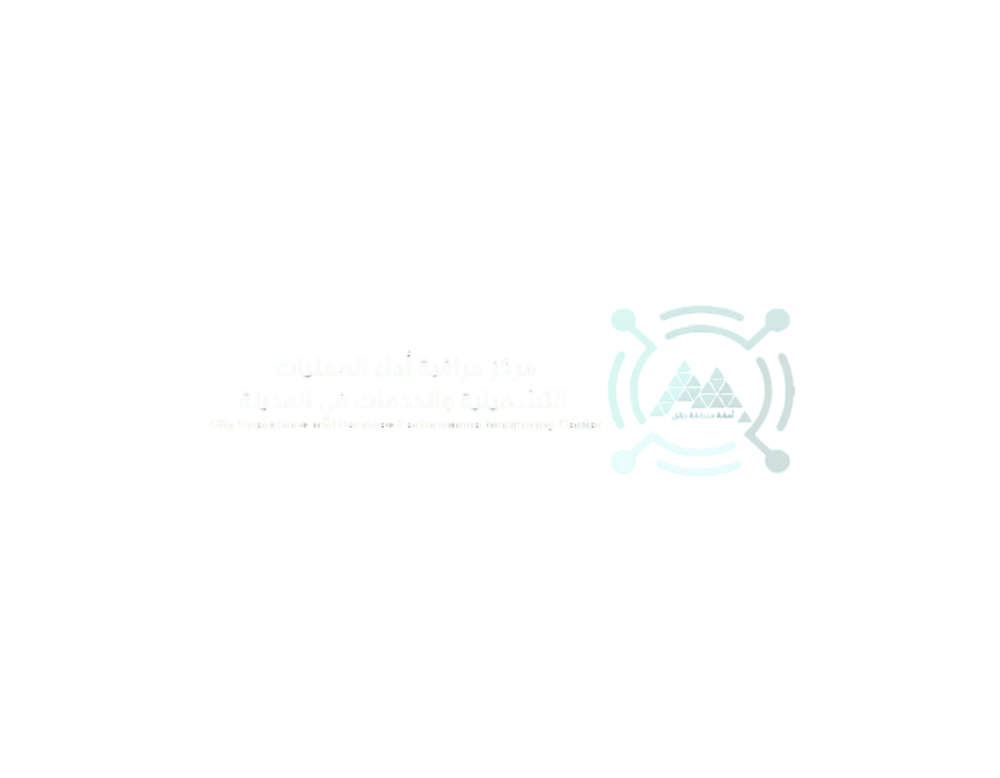 مركز مراقبة أداء العمليات
التشغيلية والخدمات في المدينة
City Operations and Services Performance Monitoring Center
أمانة منطقة حائل